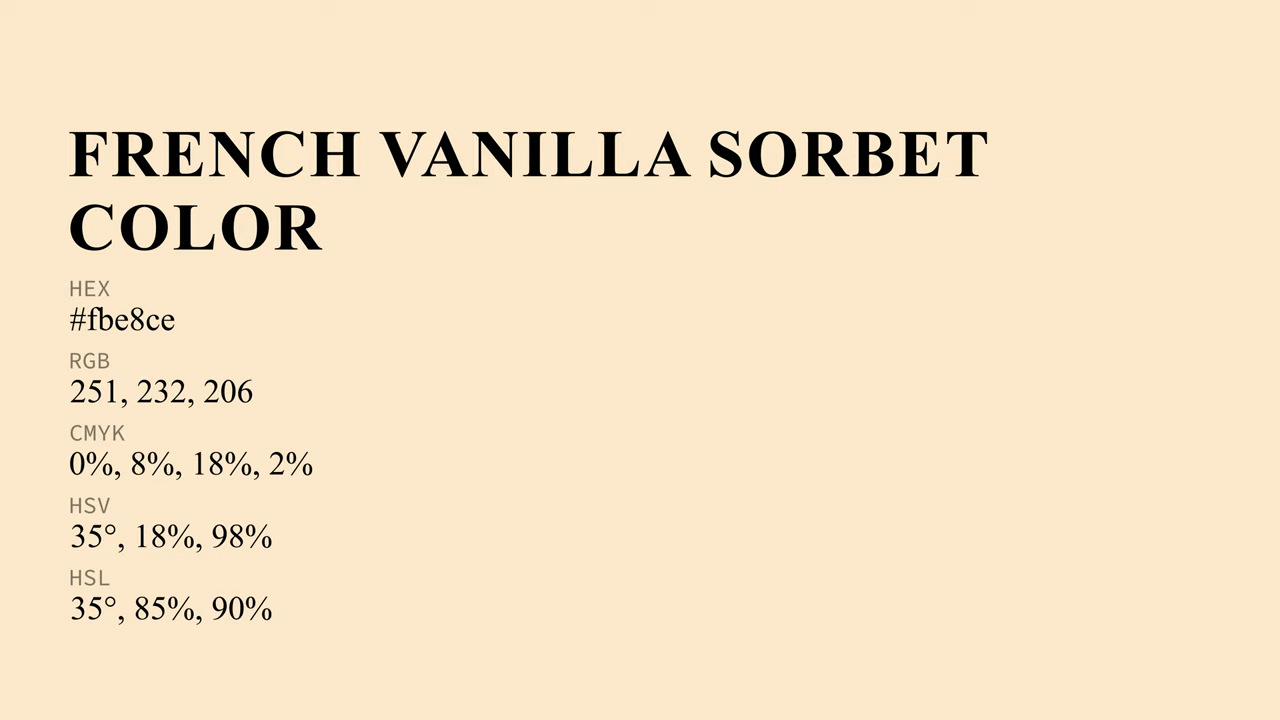 FRENCH VANILLA SORBET
COLOR
HEX
#fbe8ce
RGB
251, 232, 206
CMYK
0%, 8%, 18%, 2%
HSV
35°, 18%, 98%
HSL
35°, 85%, 90%